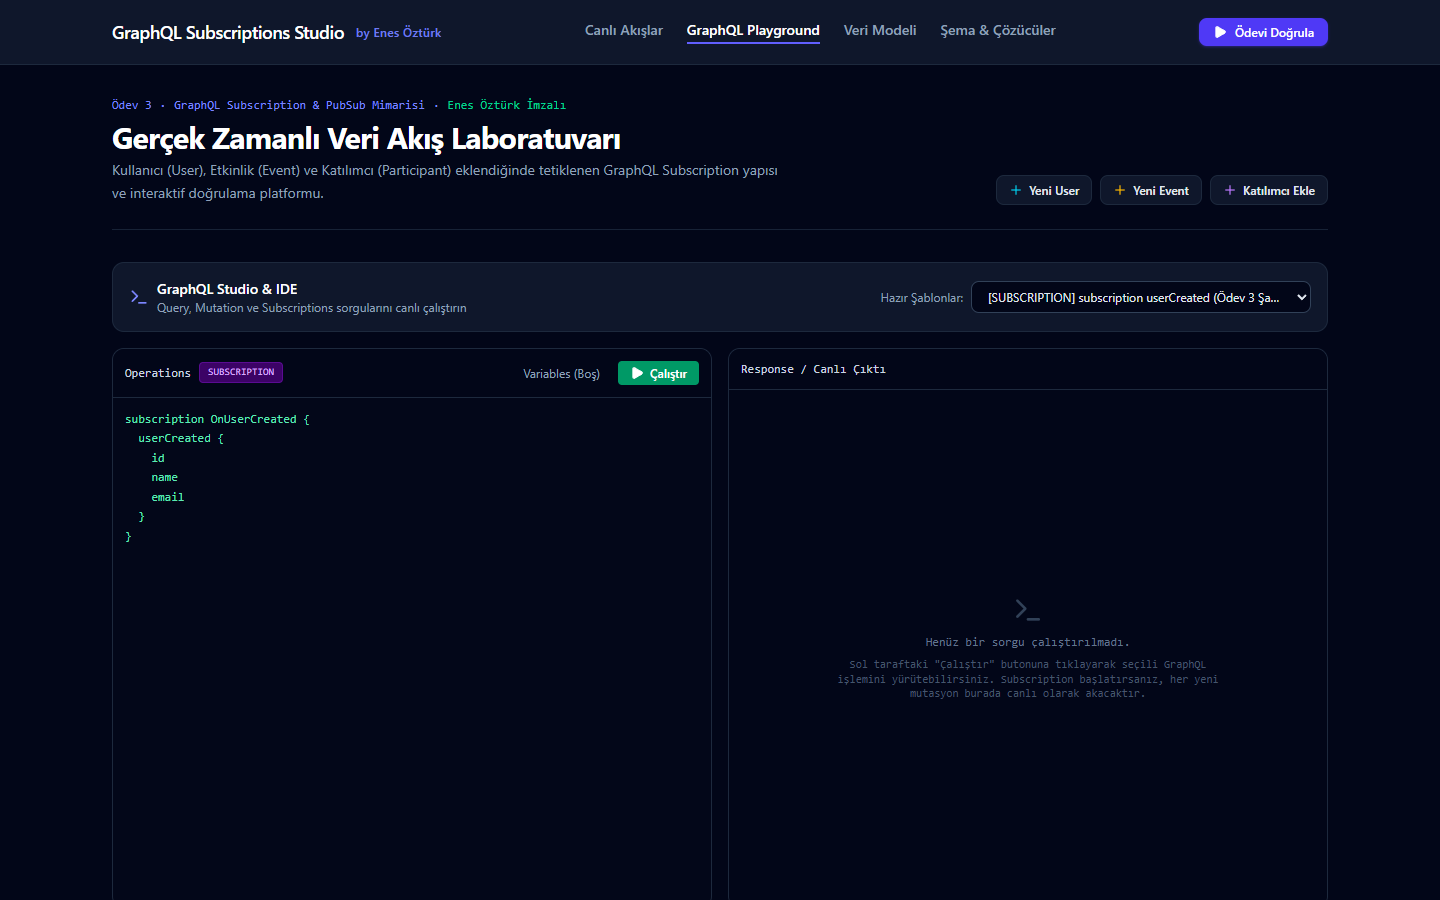 GraphQL Subscriptions Studio by Enes Öztürk
Canlı Akışlar
GraphQL Playground
Veri Modeli
Şema & Çözücüler
Ödevi Doğrula
Ödev 3 · GraphQL Subscription & PubSub Mimarisi · Enes Öztürk İmzalı
Gerçek Zamanlı Veri Akış Laboratuvarı
Kullanıcı (User), Etkinlik (Event) ve Katılımcı (Participant) eklendiğinde tetiklenen GraphQL Subscription yapısı
ve interaktif doğrulama platformu.
+ Yeni User
+ Yeni Event
+ Katılımcı Ekle
GraphQL Studio & IDE
Query, Mutation ve Subscriptions sorgularını canlı çalıştırın
Hazır Şablonlar:
[SUBSCRIPTION] subscription userCreated (Ödev 3 Şa...
Operations
SUBSCRIPTION
Variables (Boş)
Çalıştır
subscription OnUserCreated {
userCreated {
id
name
email
}
}
Response / Canlı Çıktı
Henüz bir sorgu çalıştırılmadı.
Sol taraftaki "Çalıştır" butonuna tıklayarak seçili GraphQL
işlemini yürütebilirsiniz. Subscription başlatırsanız, her yeni
mutasyon burada canlı olarak akacaktır.